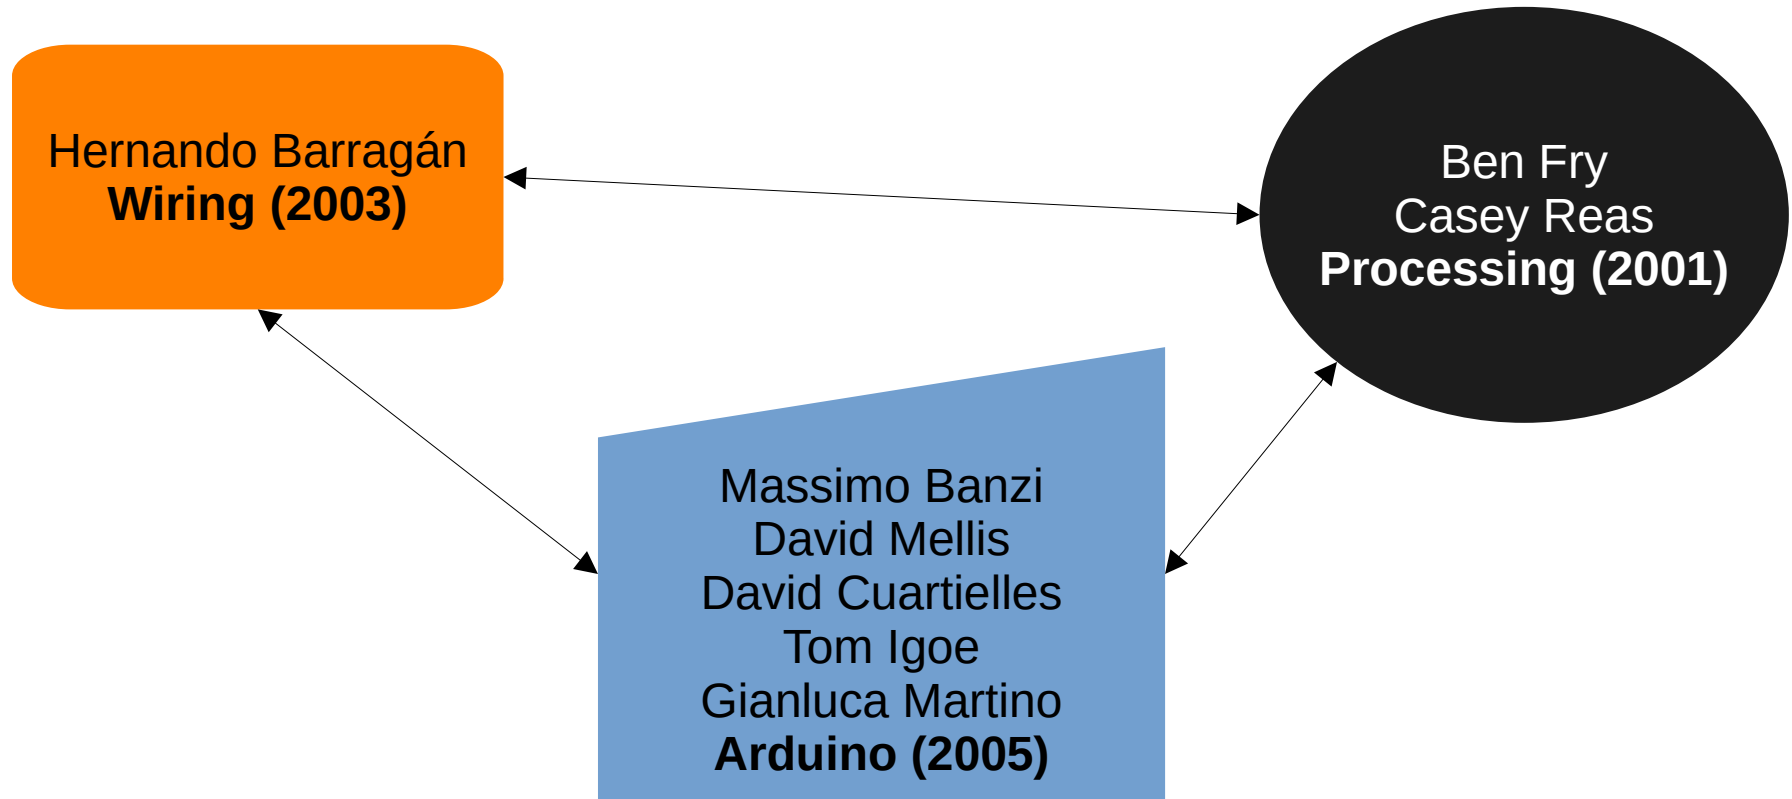 Hernando Barragán
Wiring (2003)
Ben Fry
Casey Reas
Processing (2001)
Massimo Banzi
David Mellis
David Cuartielles
Tom Igoe
Gianluca Martino
Arduino (2005)